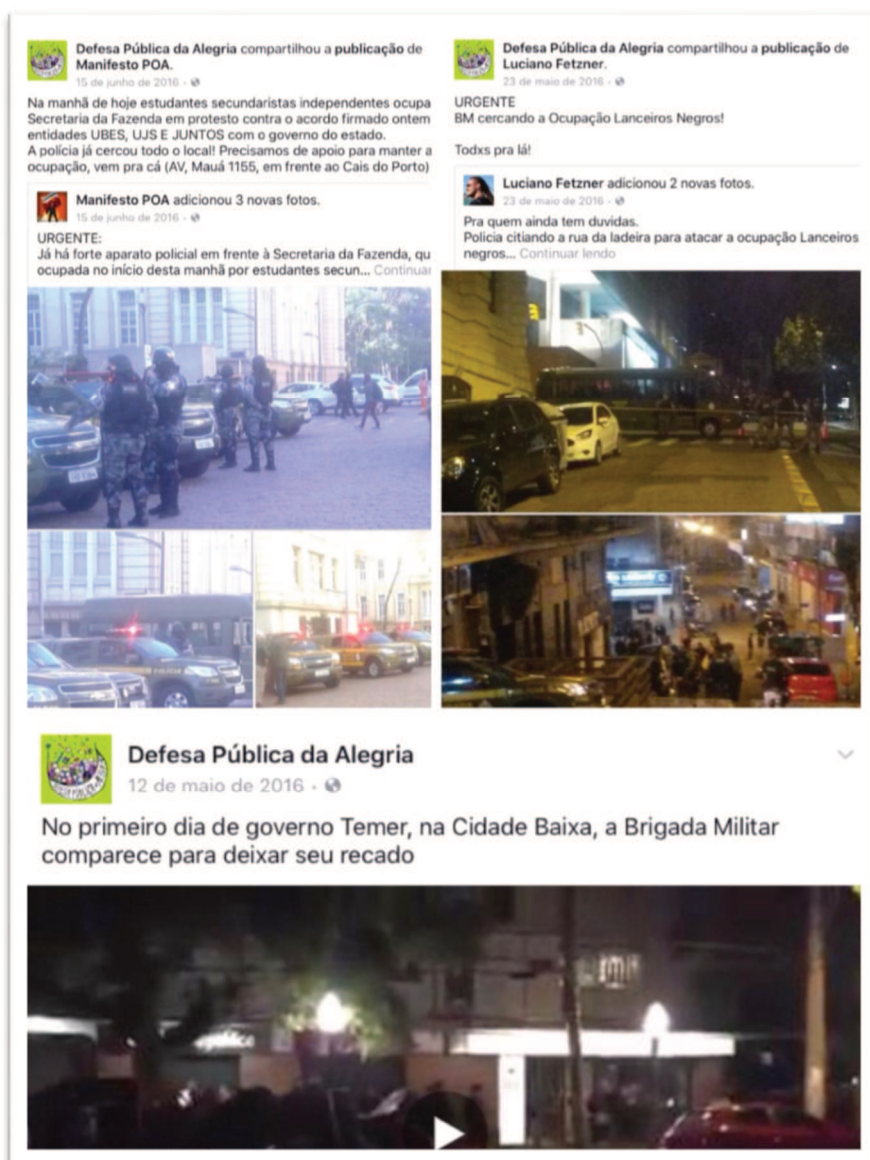 Defesa Pública da Alegria compartilhou a publicação de
Manifesto POA.
15 de junho de 2016 ·
Na manhã de hoje estudantes secundaristas independentes ocupa
Secretaria da Fazenda em protesto contra o acordo firmado ontem
entidades UBES, UJS E JUNTOS com o governo do estado.
A polícia já cercou todo o local! Precisamos de apoio para manter a
ocupação, vem pra cá (AV, Mauá 1155, em frente ao Cais do Porto)
Manifesto POA adicionou 3 novas fotos.
15 de junho de 2016 ·
URGENTE:
Já há forte aparato policial em frente à Secretaria da Fazenda, qu
ocupada no início desta manhã por estudantes secun... Continuar
Defesa Pública da Alegria compartilhou a publicação de
Luciano Fetzner.
23 de maio de 2016 ·
URGENTE
BM cercando a Ocupação Lanceiros Negros!
Todxs pra lá!
Luciano Fetzner adicionou 2 novas fotos.
23 de maio de 2016 ·
Pra quem ainda tem duvidas.
Policia citiando a rua da ladeira para atacar a ocupação Lanceiros
negros... Continuar lendo
Defesa Pública da Alegria
12 de maio de 2016 ·
No primeiro dia de governo Temer, na Cidade Baixa, a Brigada Militar
comparece para deixar seu recado